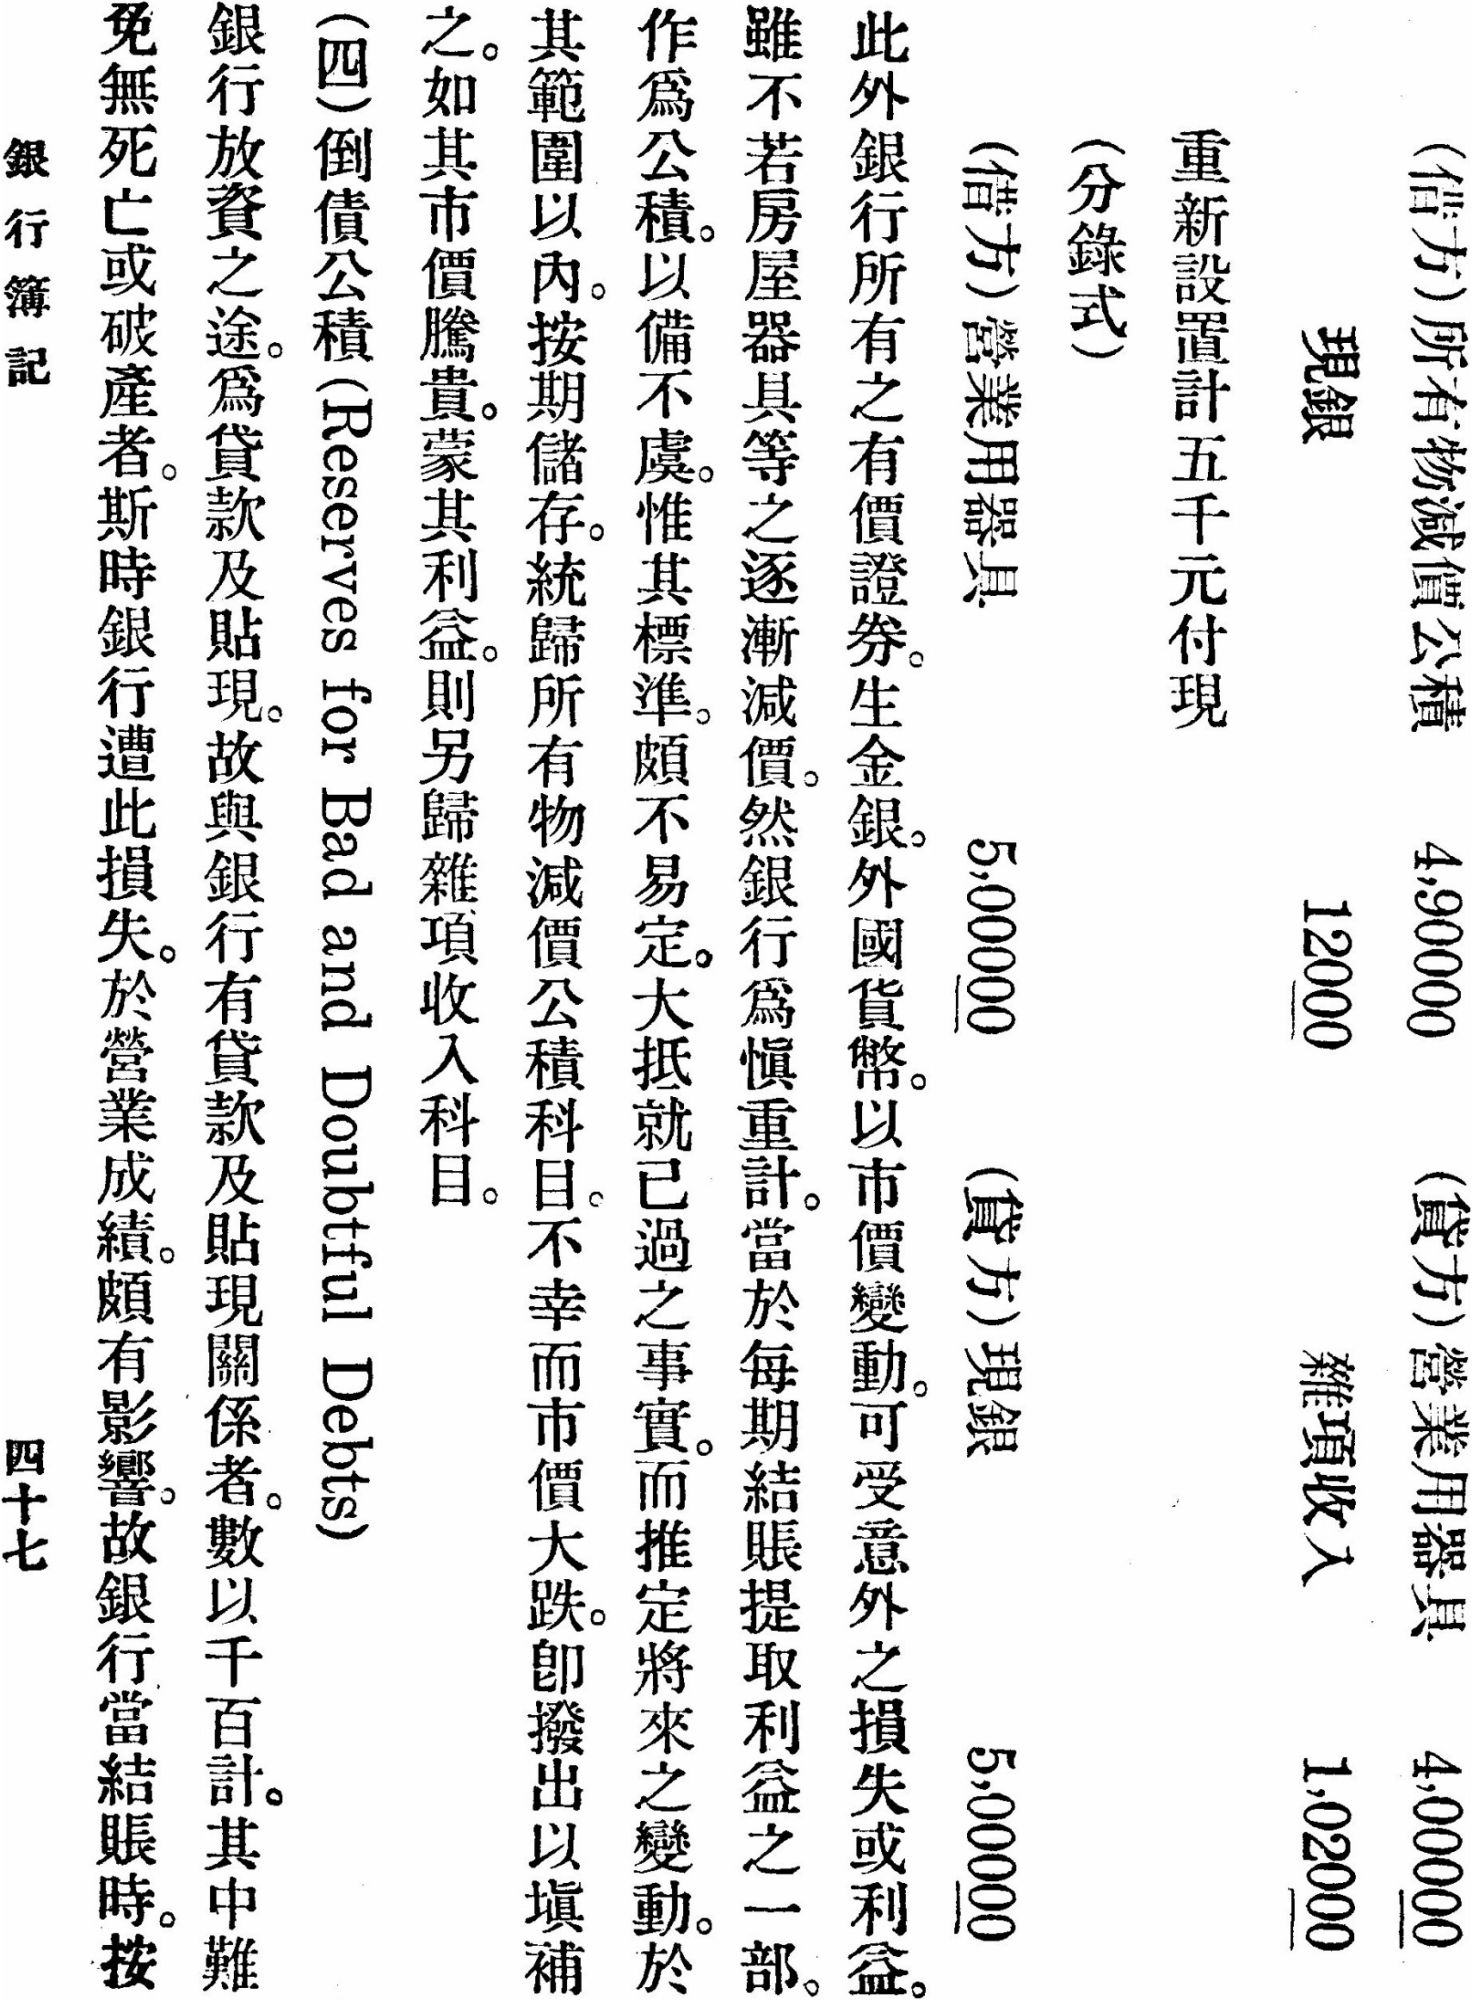 (借方)所有物減價公積 4,90000 (貸方)營業用器具 4,00000
現銀 12000 雜項收入 1,02000
重新設置計五千元付現
(分錄式)
(借方)營業用器具 5,00000 (貸方)現銀 5,00000
此外銀行所有之有價證券。生金銀。外國貨幣。以市價變動。可受意外之損失或利益。
雖不若房屋器具等之逐漸減價。然銀行爲愼重計。當於每期結賬提取利益之一部。
作爲公積。以備不虞。惟其標準。頗不易定。大抵就已過之事實。而推定將來之變動。於
其範圍以內。按期儲存。統歸所有物減價公積科目。不幸而市價大跌。卽撥出以塡補
之。如其市價騰貴。蒙其利益。則另歸雜項收入科目。
(四)倒債公積(Reserves for Bad and Doubtful Debts)
銀行放資之途。爲貸款及貼現。故與銀行有貸款及貼現關係者。數以千百計。其中難
免無死亡或破產者。斯時銀行遭此損失。於營業成績。頗有影響。故銀行當結賬時。按
銀行簿記 四十七